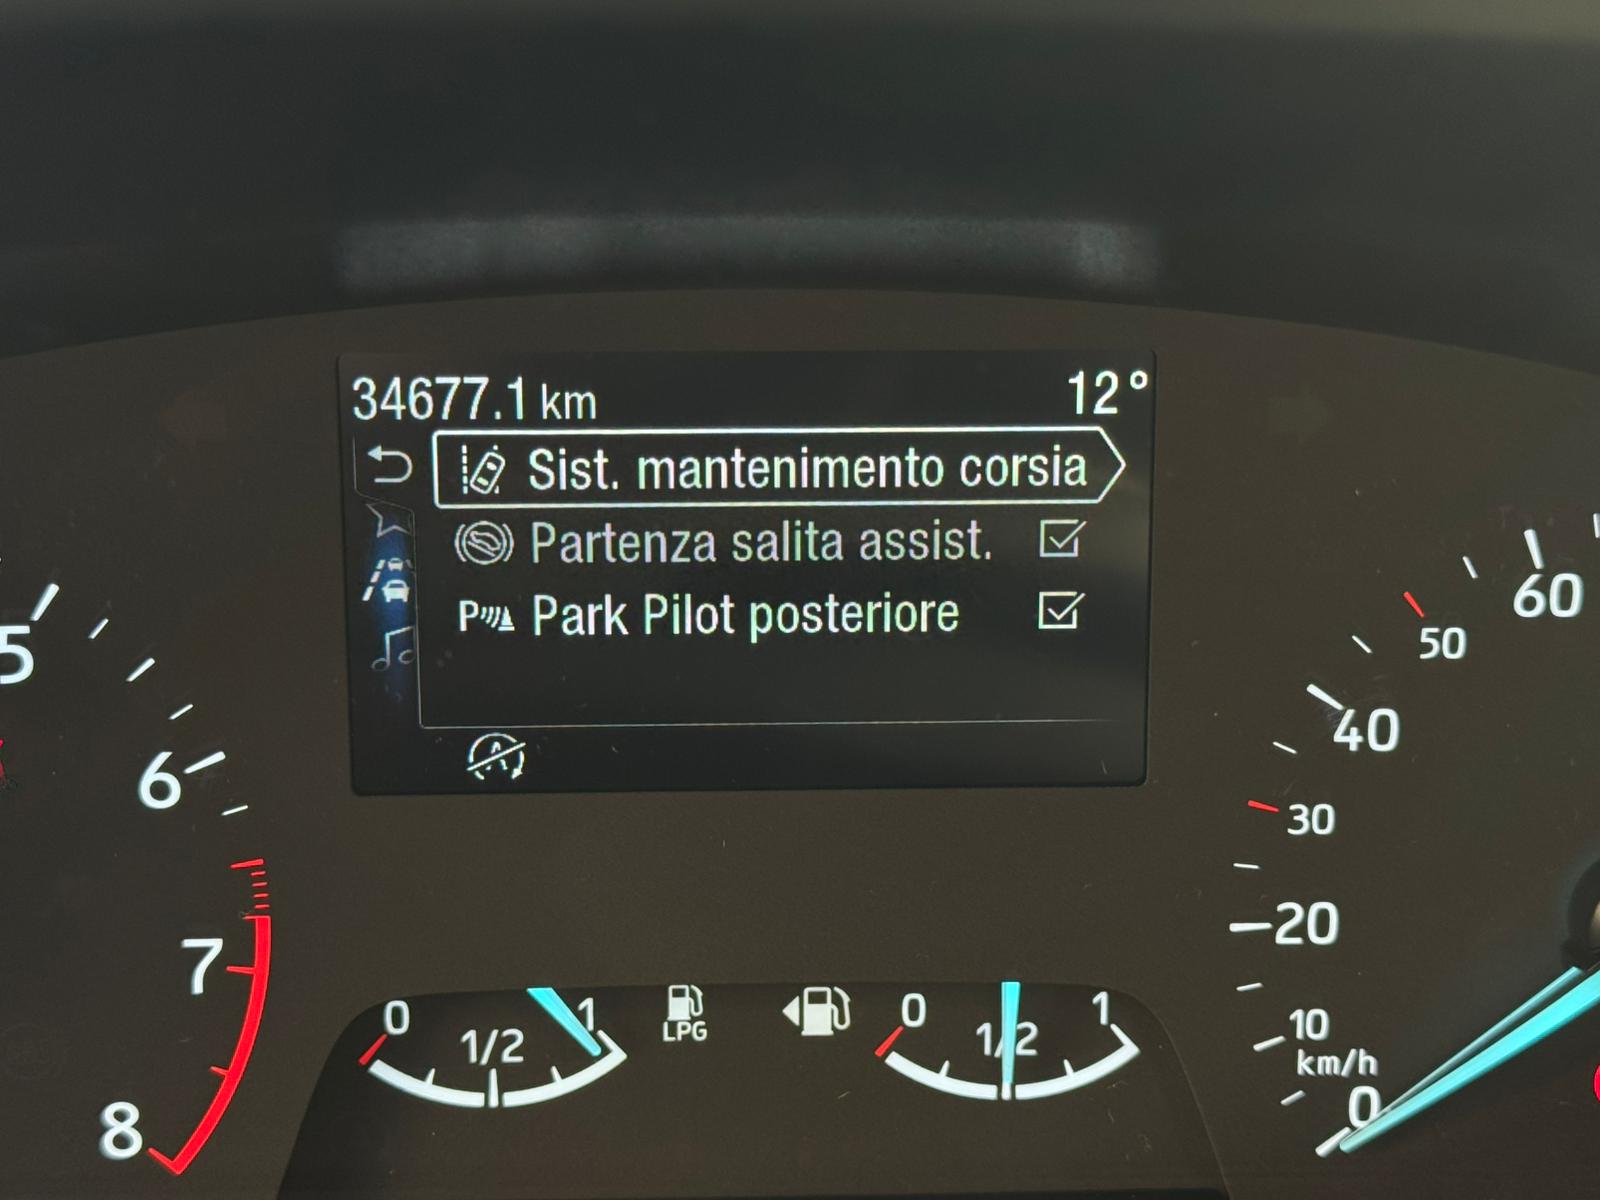 34677.1 km 12°
Sist. mantenimento corsia
Partenza salita assist.
P Park Pilot posteriore
A
5
6
7
8
0 1/2 1
LPG
0 1/2 1
60
50
40
30
20
10
km/h
0